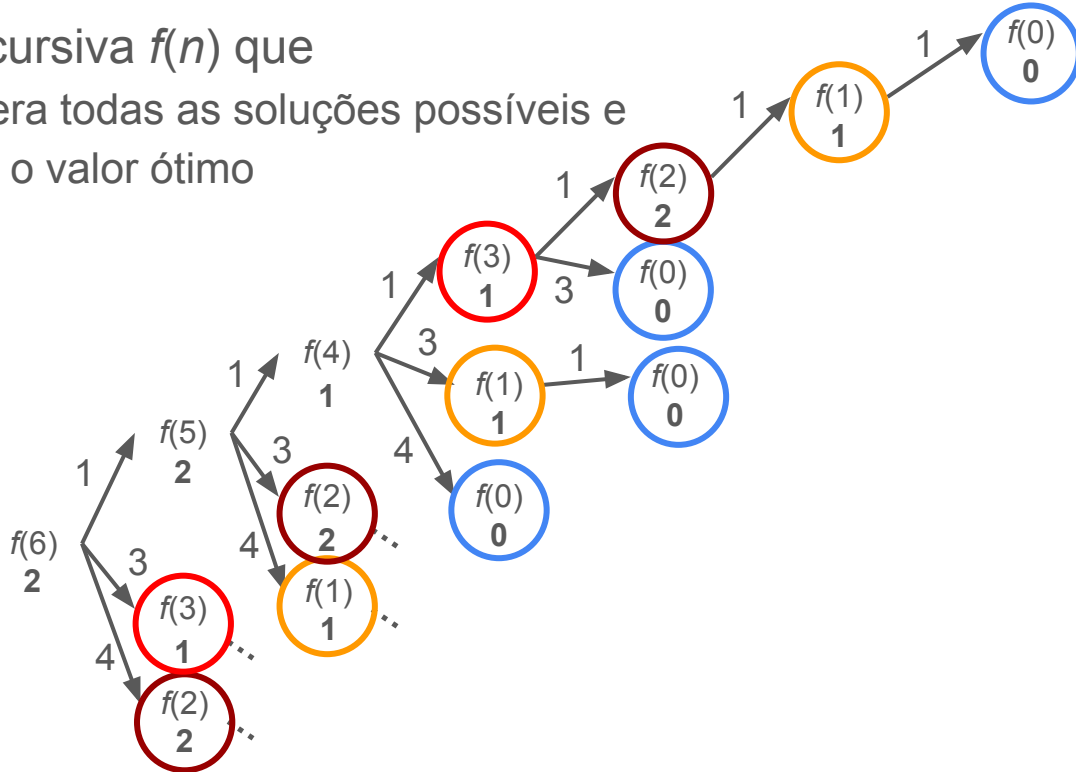 cursiva f(n) que
era todas as soluções possíveis e
o valor ótimo
1
f(0)
0
1
f(1)
1
1
f(2)
2
3
f(0)
0
1
f(3)
1
3
f(1)
1
1
f(0)
0
4
f(0)
0
1
f(4)
1
3
f(2)
2
4
f(1)
1
1
f(5)
2
f(6)
2
3
f(3)
1
4
f(2)
2